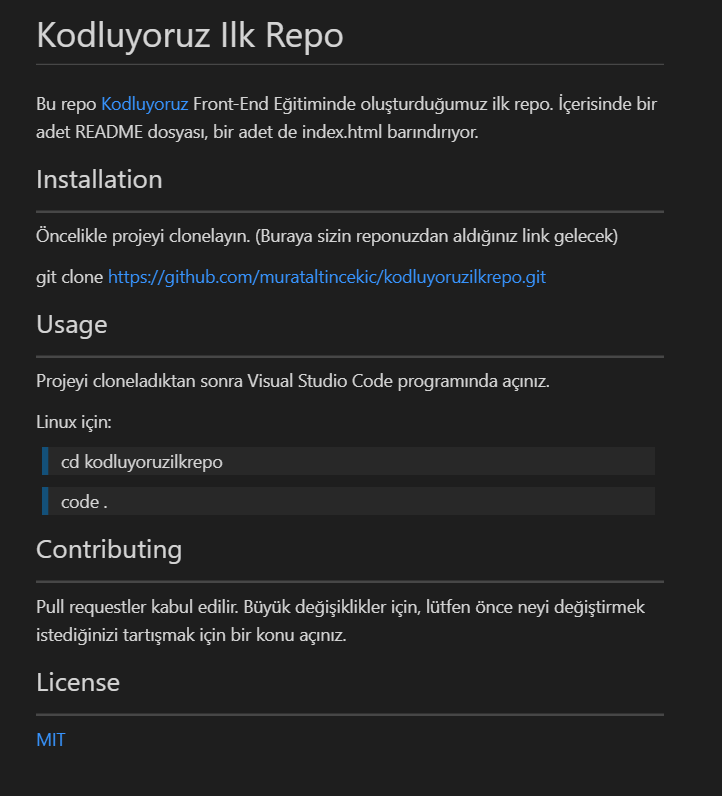 Kodluyoruz Ilk Repo
Bu repo Kodluyoruz Front-End Eğitiminde oluşturduğumuz ilk repo. İçerisinde bir
adet README dosyası, bir adet de index.html barındırıyor.
Installation
Öncelikle projeyi clonelayın. (Buraya sizin reponuzdan aldığınız link gelecek)
git clone https://github.com/murataltincekic/kodluyoruzilkrepo.git
Usage
Projeyi cloneladıktan sonra Visual Studio Code programında açınız.
Linux için:
cd kodluyoruzilkrepo
code .
Contributing
Pull requestler kabul edilir. Büyük değişiklikler için, lütfen önce neyi değiştirmek
istediğinizi tartışmak için bir konu açınız.
License
MIT